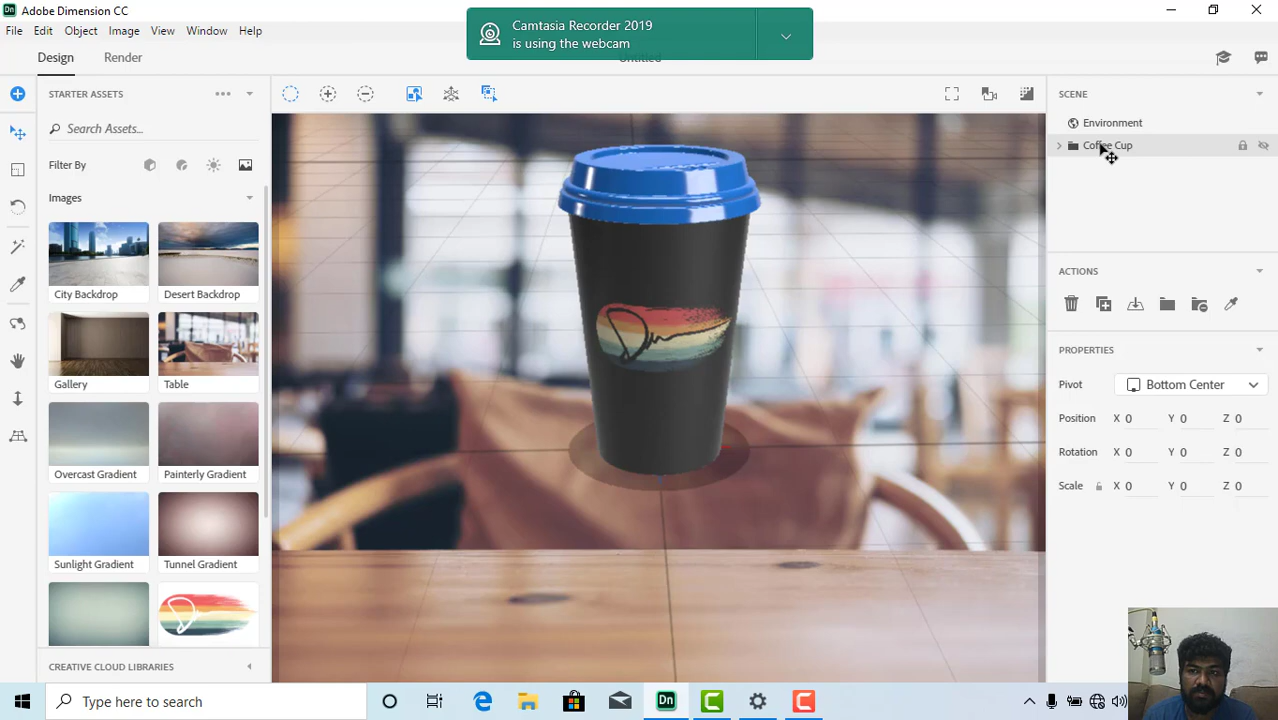 Dn Adobe Dimension CC
Camtasia Recorder 2019
is using the webcam
File Edit Object Image View Window Help
Design Render
Untitled
STARTER ASSETS
Search Assets...
Filter By
Images
City Backdrop
Desert Backdrop
Gallery
Table
Overcast Gradient
Painterly Gradient
Sunlight Gradient
Tunnel Gradient
CREATIVE CLOUD LIBRARIES
SCENE
Environment
Coffee Cup
ACTIONS
PROPERTIES
Pivot Bottom Center
Position X 0 Y 0 Z 0
Rotation X 0 Y 0 Z 0
Scale X 0 Y 0 Z 0
Type here to search
Dn